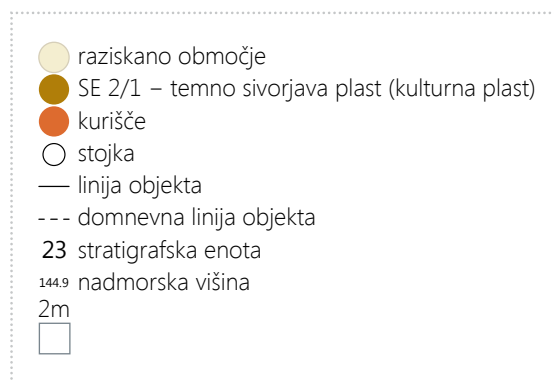 raziskano območje
SE 2/1 – temno sivorjava plast (kulturna plast)
kurišče
stojka
linija objekta
domnevna linija objekta
23 stratigrafska enota
144.9 nadmorska višina
2m